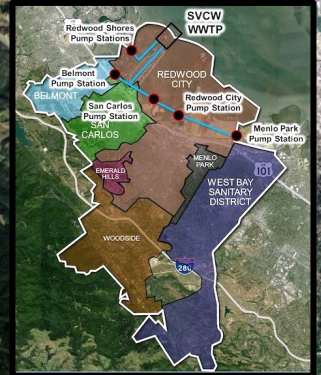 SVCW
WWTP
Redwood Shores
Pump Stations
Belmont
Pump Station
REDWOOD
CITY
BELMONT
San Carlos
Pump Station
Redwood City
Pump Station
SAN
CARLOS
Menlo Park
Pump Station
MENLO
PARK
101
EMERALD
HILLS
WEST BAY
SANITARY
DISTRICT
WOODSIDE
280